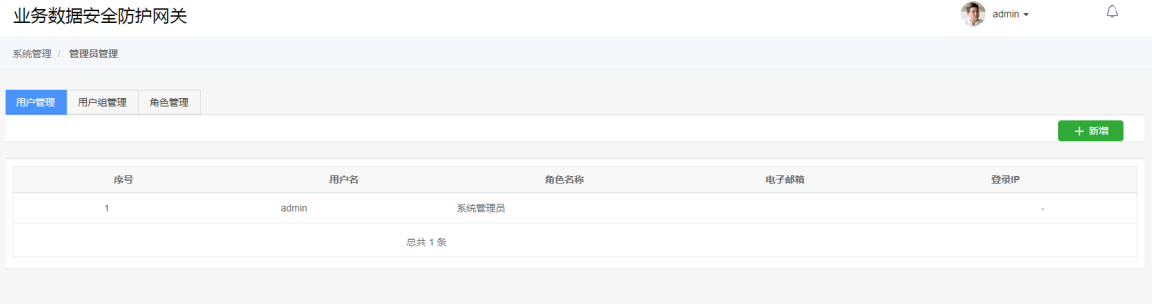 业务数据安全防护网关
admin
系统管理 / 管理员管理
用户管理 用户组管理 角色管理
+ 新增
序号 用户名 角色名称 电子邮箱 登录IP
1 admin 系统管理员 -
总共 1 条